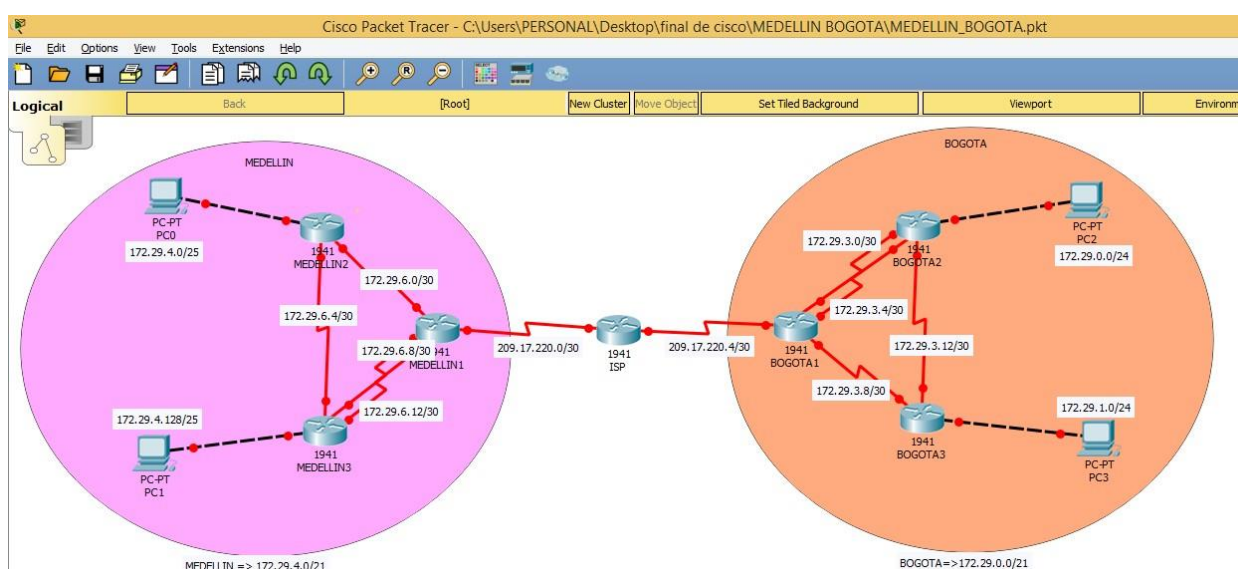 Cisco Packet Tracer - C:\Users\PERSONAL\Desktop\final de cisco\MEDELLIN BOGOTA\MEDELLIN_BOGOTA.pkt
File Edit Options View Tools Extensions Help
Logical Back [Root] New Cluster Move Object Set Tiled Background Viewport Environm
MEDELLIN
PC-PT
PC0
172.29.4.0/25
1941
MEDELLIN2
172.29.6.0/30
172.29.6.4/30
172.29.6.8/30
1941
MEDELLIN1
172.29.6.12/30
172.29.4.128/25
PC-PT
PC1
1941
MEDELLIN3
MEDELLIN => 172.29.4.0/21
209.17.220.0/30
1941
ISP
209.17.220.4/30
BOGOTA
172.29.3.0/30
1941
BOGOTA2
PC-PT
PC2
172.29.0.0/24
172.29.3.4/30
1941
BOGOTA1
172.29.3.12/30
172.29.3.8/30
1941
BOGOTA3
172.29.1.0/24
PC-PT
PC3
BOGOTA=>172.29.0.0/21